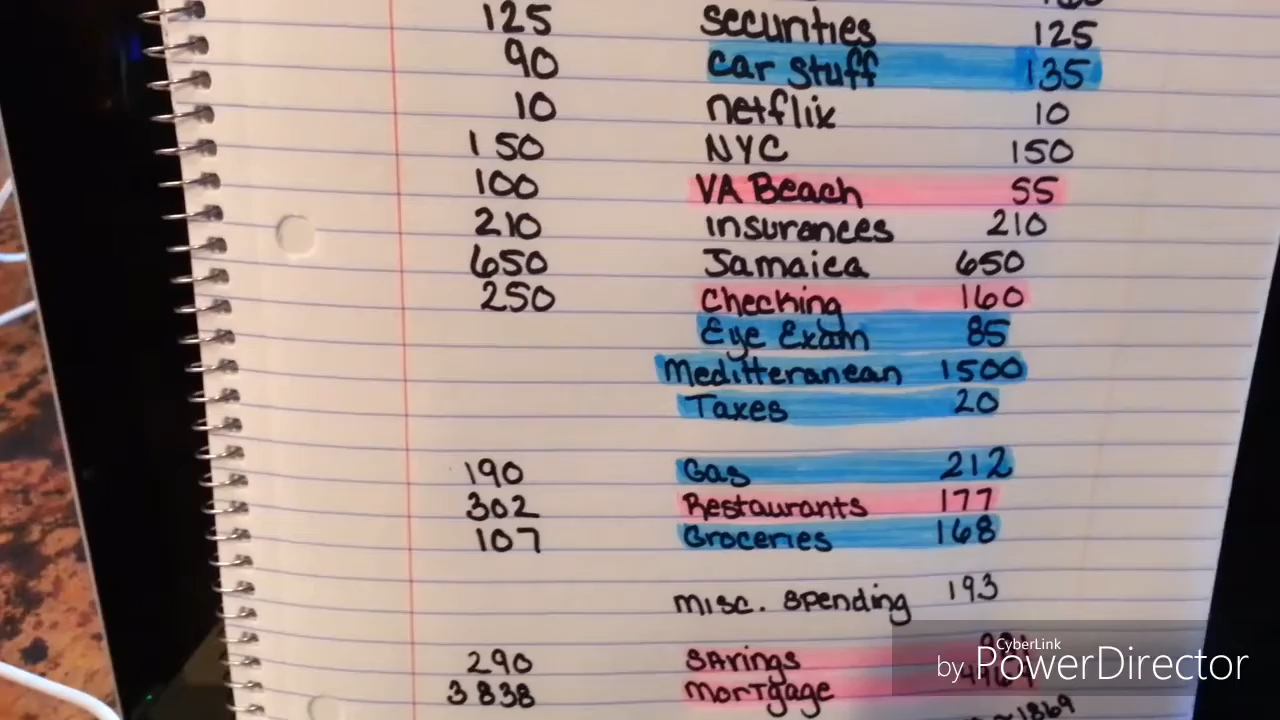 125 securities 125
90 car stuff 135
10 netflix 10
150 NYC 150
100 VA Beach 55
210 insurances 210
650 Jamaica 650
250 checking 160
Eye Exam 85
Meditteranean 1500
Taxes 20
190 Gas 212
302 Restaurants 177
107 Groceries 168
misc. spending 193
290 SAvings
3838 mortgage
1869
CyberLink
by PowerDirector